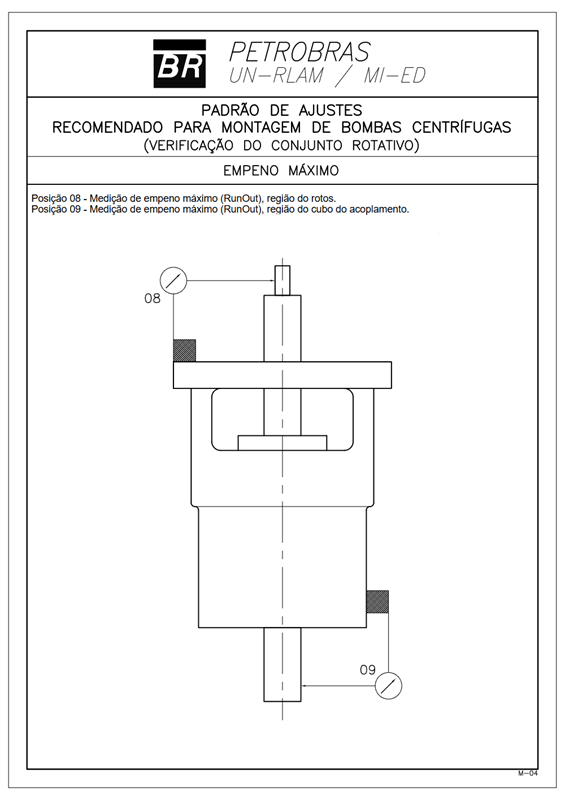 BR
PETROBRAS
UN-RLAM / MI-ED
PADRÃO DE AJUSTES
RECOMENDADO PARA MONTAGEM DE BOMBAS CENTRÍFUGAS
(VERIFICAÇÃO DO CONJUNTO ROTATIVO)
EMPENO MÁXIMO
Posição 08 - Medição de empeno máximo (RunOut), região do rotos.
Posição 09 - Medição de empeno máximo (RunOut), região do cubo do acoplamento.
08
09
M-04